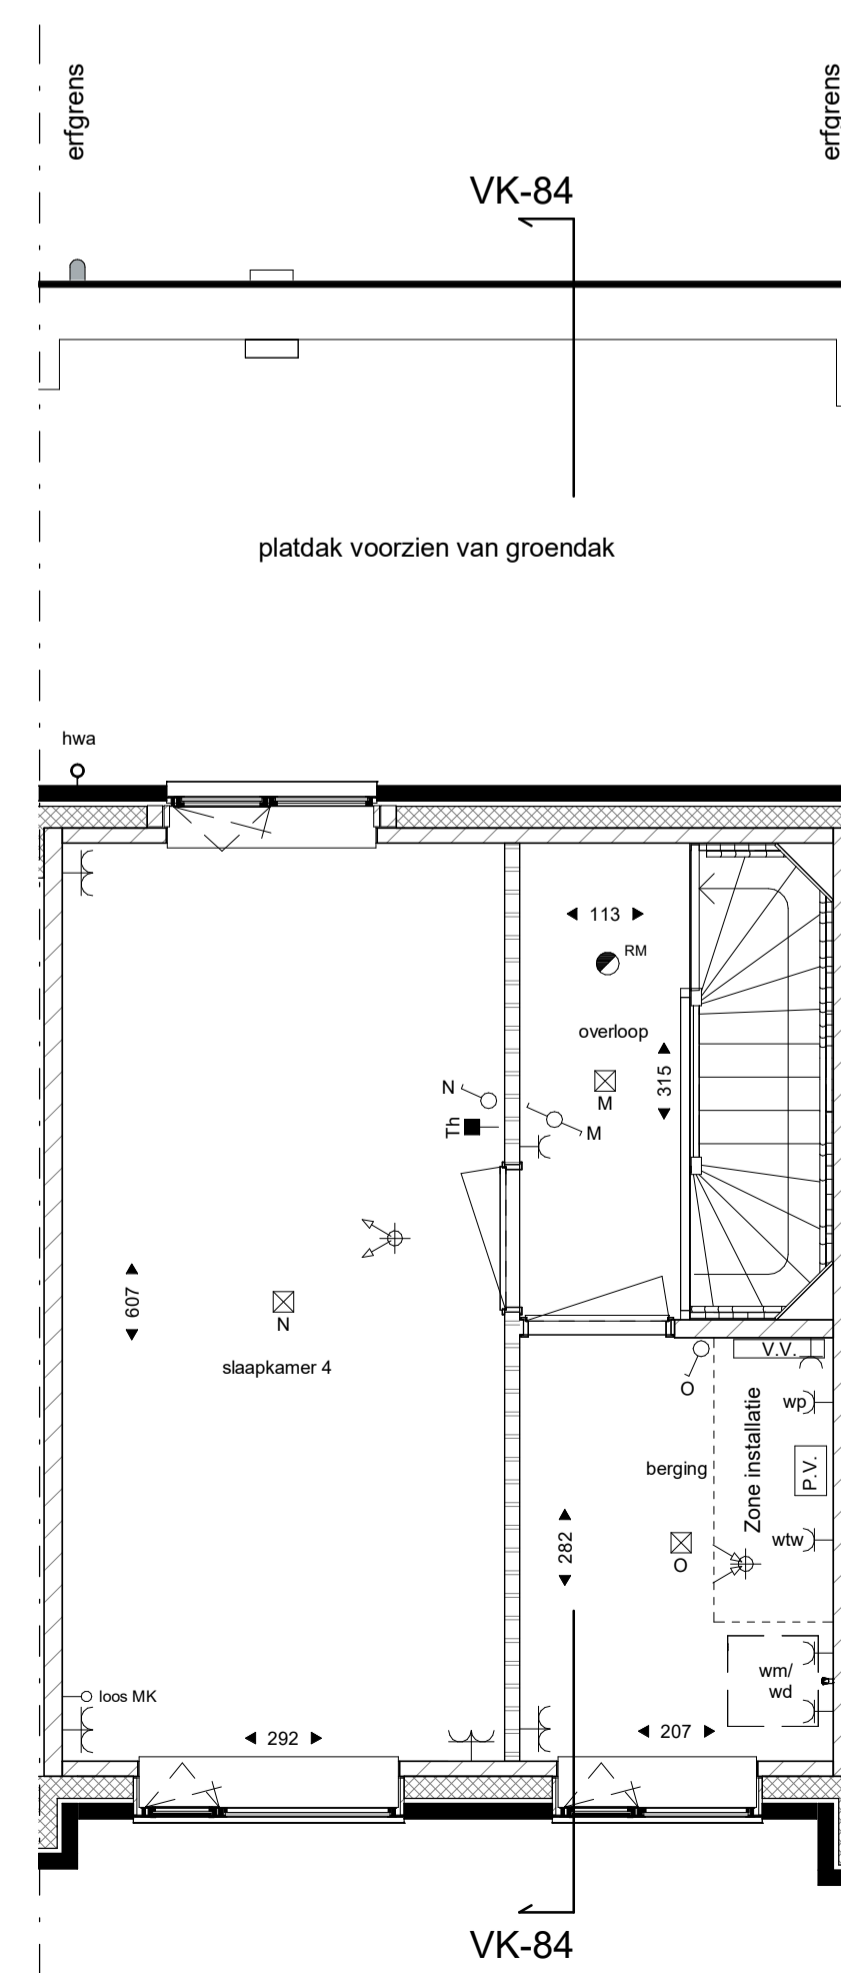 erfgrens
erfgrens
VK-84
platdak voorzien van groendak
hwa
113
RM
overloop
315
M
N
Th
M
607
N
slaapkamer 4
V.V.
O
wp
Zone installatie
berging
P.V.
282
wtw
O
loos MK
wm/
wd
292
207
VK-84